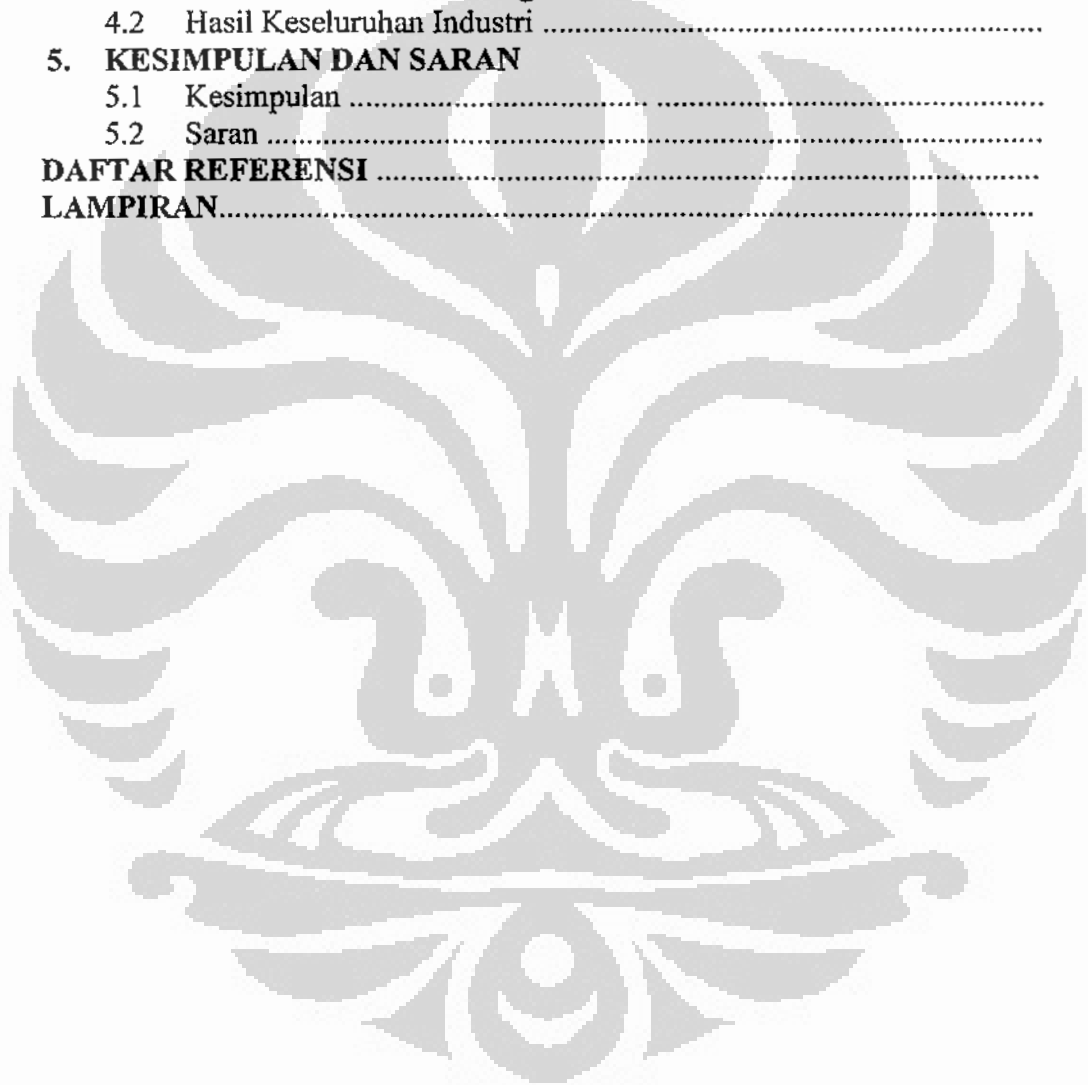 4.2 Hasil Keseluruhan Industri ................................................................................
5. KESIMPULAN DAN SARAN
5.1 Kesimpulan ................................................ ..............................................................
5.2 Saran ............................................................................................................................
DAFTAR REFERENSI ..........................................................................................................
LAMPIRAN....................................................................................................................................